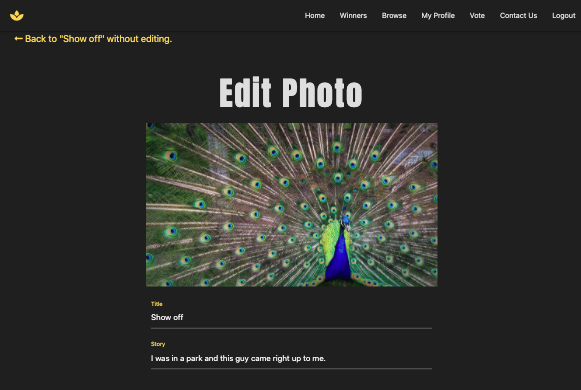 Home Winners Browse My Profile Vote Contact Us Logout
← Back to "Show off" without editing.
Edit Photo
Title
Show off
Story
I was in a park and this guy came right up to me.